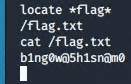 locate *flag*
/flag.txt
cat /flag.txt
b1ng0w@5h1sn@m0